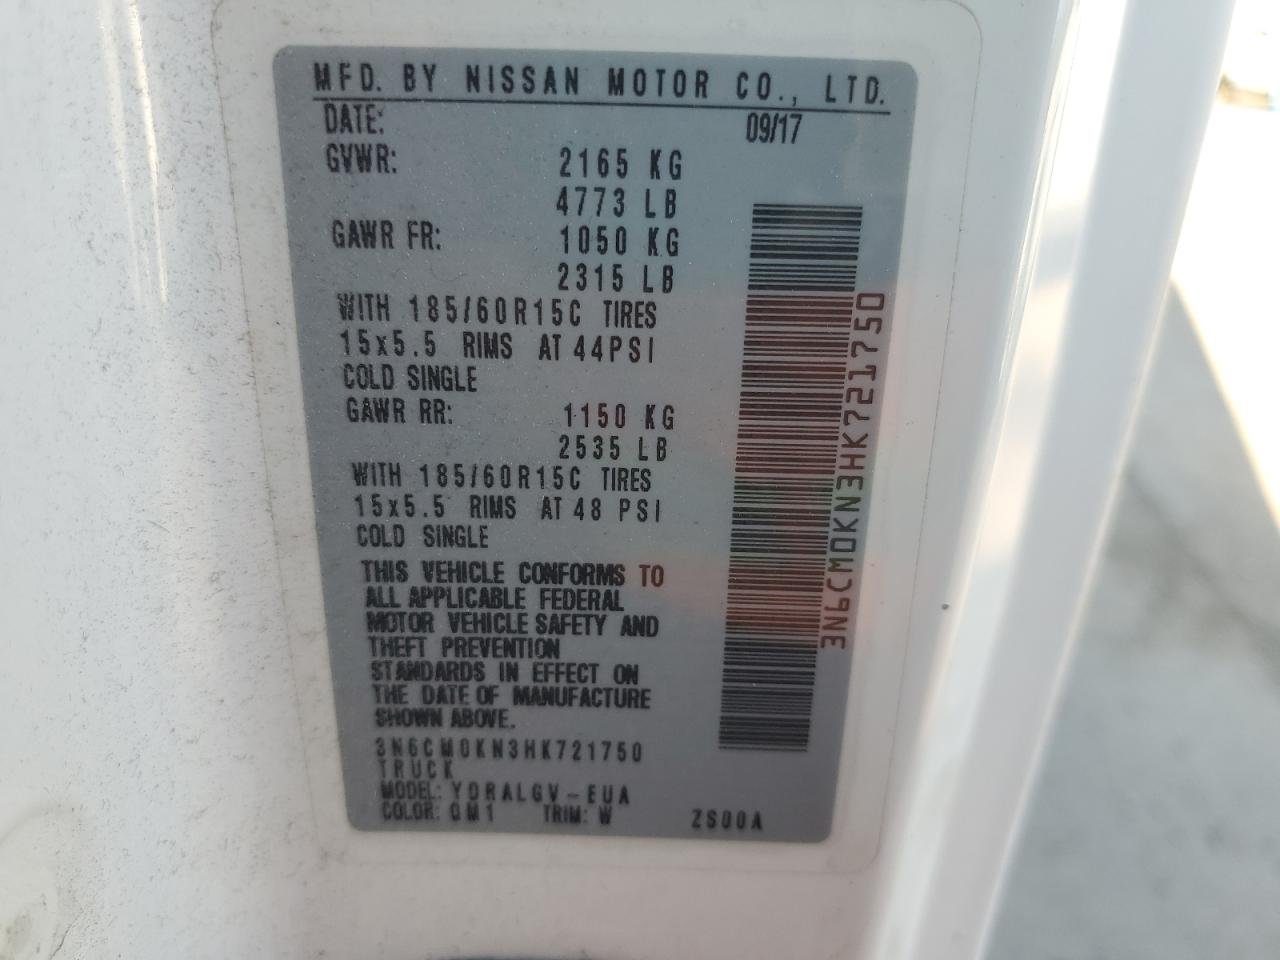 MFD. BY NISSAN MOTOR CO., LTD.
DATE: 09/17
GVWR: 2165 KG
4773 LB
GAWR FR: 1050 KG
2315 LB
WITH 185/60R15C TIRES
15x5.5 RIMS AT 44PSI
COLD SINGLE
GAWR RR: 1150 KG
2535 LB
WITH 185/60R15C TIRES
15x5.5 RIMS AT 48 PSI
COLD SINGLE
THIS VEHICLE CONFORMS TO
ALL APPLICABLE FEDERAL
MOTOR VEHICLE SAFETY AND
THEFT PREVENTION
STANDARDS IN EFFECT ON
THE DATE OF MANUFACTURE
SHOWN ABOVE.
3N6CM0KN3HK721750
TRUCK
MODEL: YDRALGV-EUA
COLOR: QM1 TRIM: W ZS00A
3N6CM0KN3HK721750